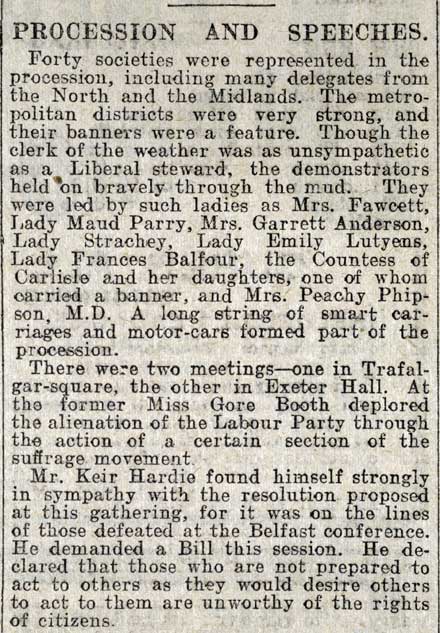 PROCESSION AND SPEECHES.
Forty societies were represented in the
procession, including many delegates from
the North and the Midlands. The metro-
politan districts were very strong, and
their banners were a feature. Though the
clerk of the weather was as unsympathetic
as a Liberal steward, the demonstrators
held on bravely through the mud. They
were led by such ladies as Mrs. Fawcett,
Lady Maud Parry, Mrs. Garrett Anderson,
Lady Strachey, Lady Emily Lutyens,
Lady Frances Balfour, the Countess of
Carlisle and her daughters, one of whom
carried a banner, and Mrs. Peachy Phip-
son, M.D. A long string of smart car-
riages and motor-cars formed part of the
procession.
There were two meetings—one in Trafal-
gar-square, the other in Exeter Hall. At
the former Miss Gore Booth deplored
the alienation of the Labour Party through
the action of a certain section of the
suffrage movement.
Mr. Keir Hardie found himself strongly
in sympathy with the resolution proposed
at this gathering, for it was on the lines
of those defeated at the Belfast conference.
He demanded a Bill this session. He de-
clared that those who are not prepared to
act to others as they would desire others
to act to them are unworthy of the rights
of citizens.